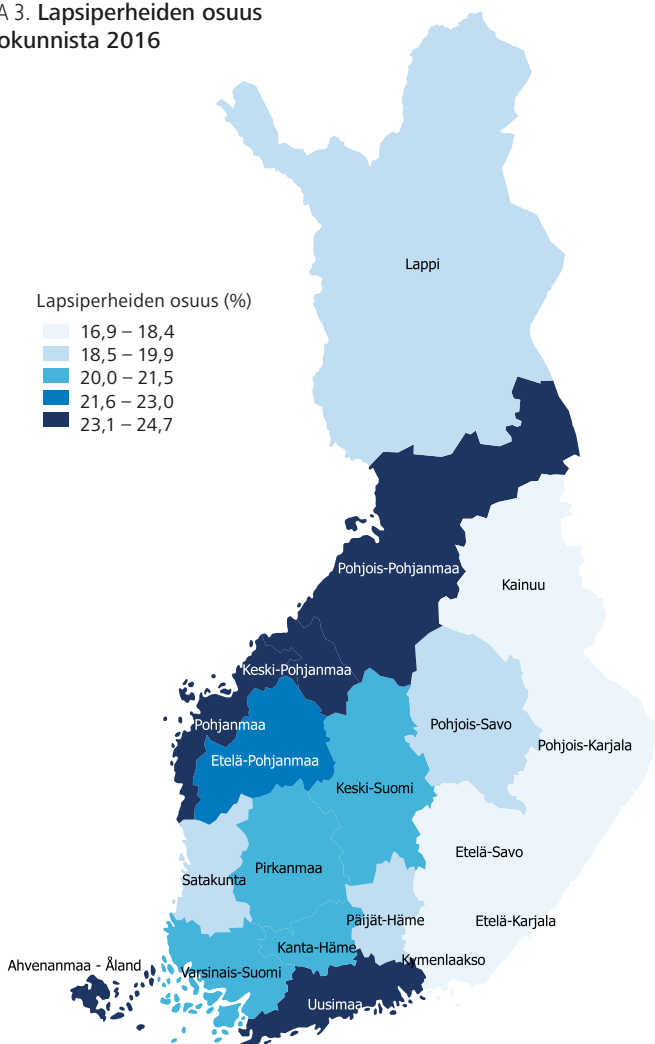 A 3. Lapsiperheiden osuus
okunnista 2016
Lappi
Lapsiperheiden osuus (%)
16,9 – 18,4
18,5 – 19,9
20,0 – 21,5
21,6 – 23,0
23,1 – 24,7
Pohjois-Pohjanmaa
Kainuu
Keski-Pohjanmaa
Pohjanmaa
Pohjois-Savo
Pohjois-Karjala
Etelä-Pohjanmaa
Keski-Suomi
Etelä-Savo
Pirkanmaa
Satakunta
Päijät-Häme
Etelä-Karjala
Kanta-Häme
Kymenlaakso
Ahvenanmaa - Åland
Varsinais-Suomi
Uusimaa